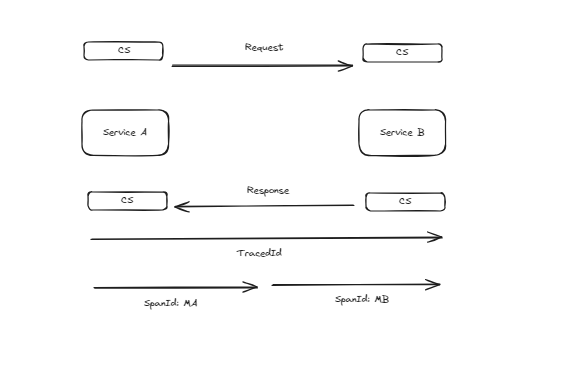 CS
Request
CS
Service A
Service B
CS
Response
CS
TracedId
SpanId: MA
SpanId: MB